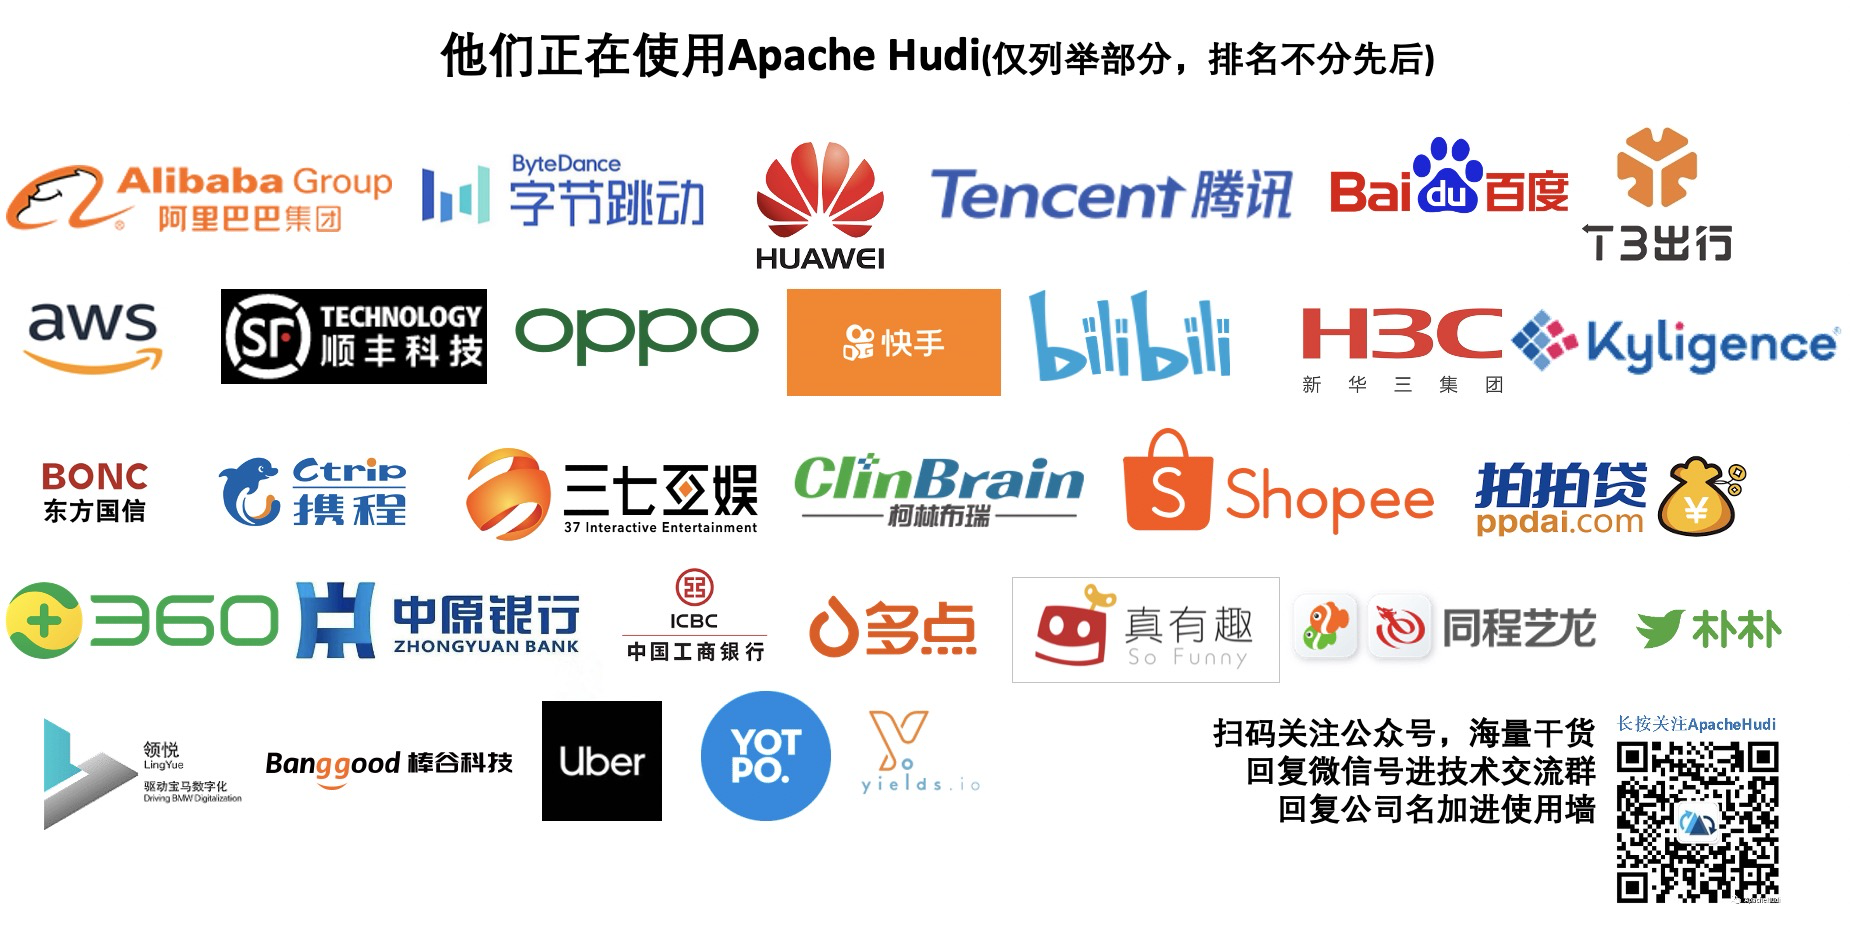 他们正在使用Apache Hudi(仅列举部分，排名不分先后)
Alibaba Group
阿里巴巴集团
ByteDance
字节跳动
HUAWEI
Tencent 腾讯
Bai du 百度
T3出行
aws
SF TECHNOLOGY
顺丰科技
oppo
快手
bilibili
H3C
新华三集团
Kyligence
BONC
东方国信
Ctrip
携程
三七互娱
37 Interactive Entertainment
ClinBrain
柯林布瑞
S Shopee
拍拍贷
ppdai.com
¥
360
中原银行
ZHONGYUAN BANK
ICBC
中国工商银行
多点
真有趣
So Funny
同程艺龙
朴朴
领悦
LingYue
驱动宝马数字化
Driving BMW Digitalization
Banggood 棒谷科技
Uber
YOT
PO.
yields.io
扫码关注公众号，海量干货
回复微信号进技术交流群
回复公司名加进使用墙
长按关注ApacheHudi